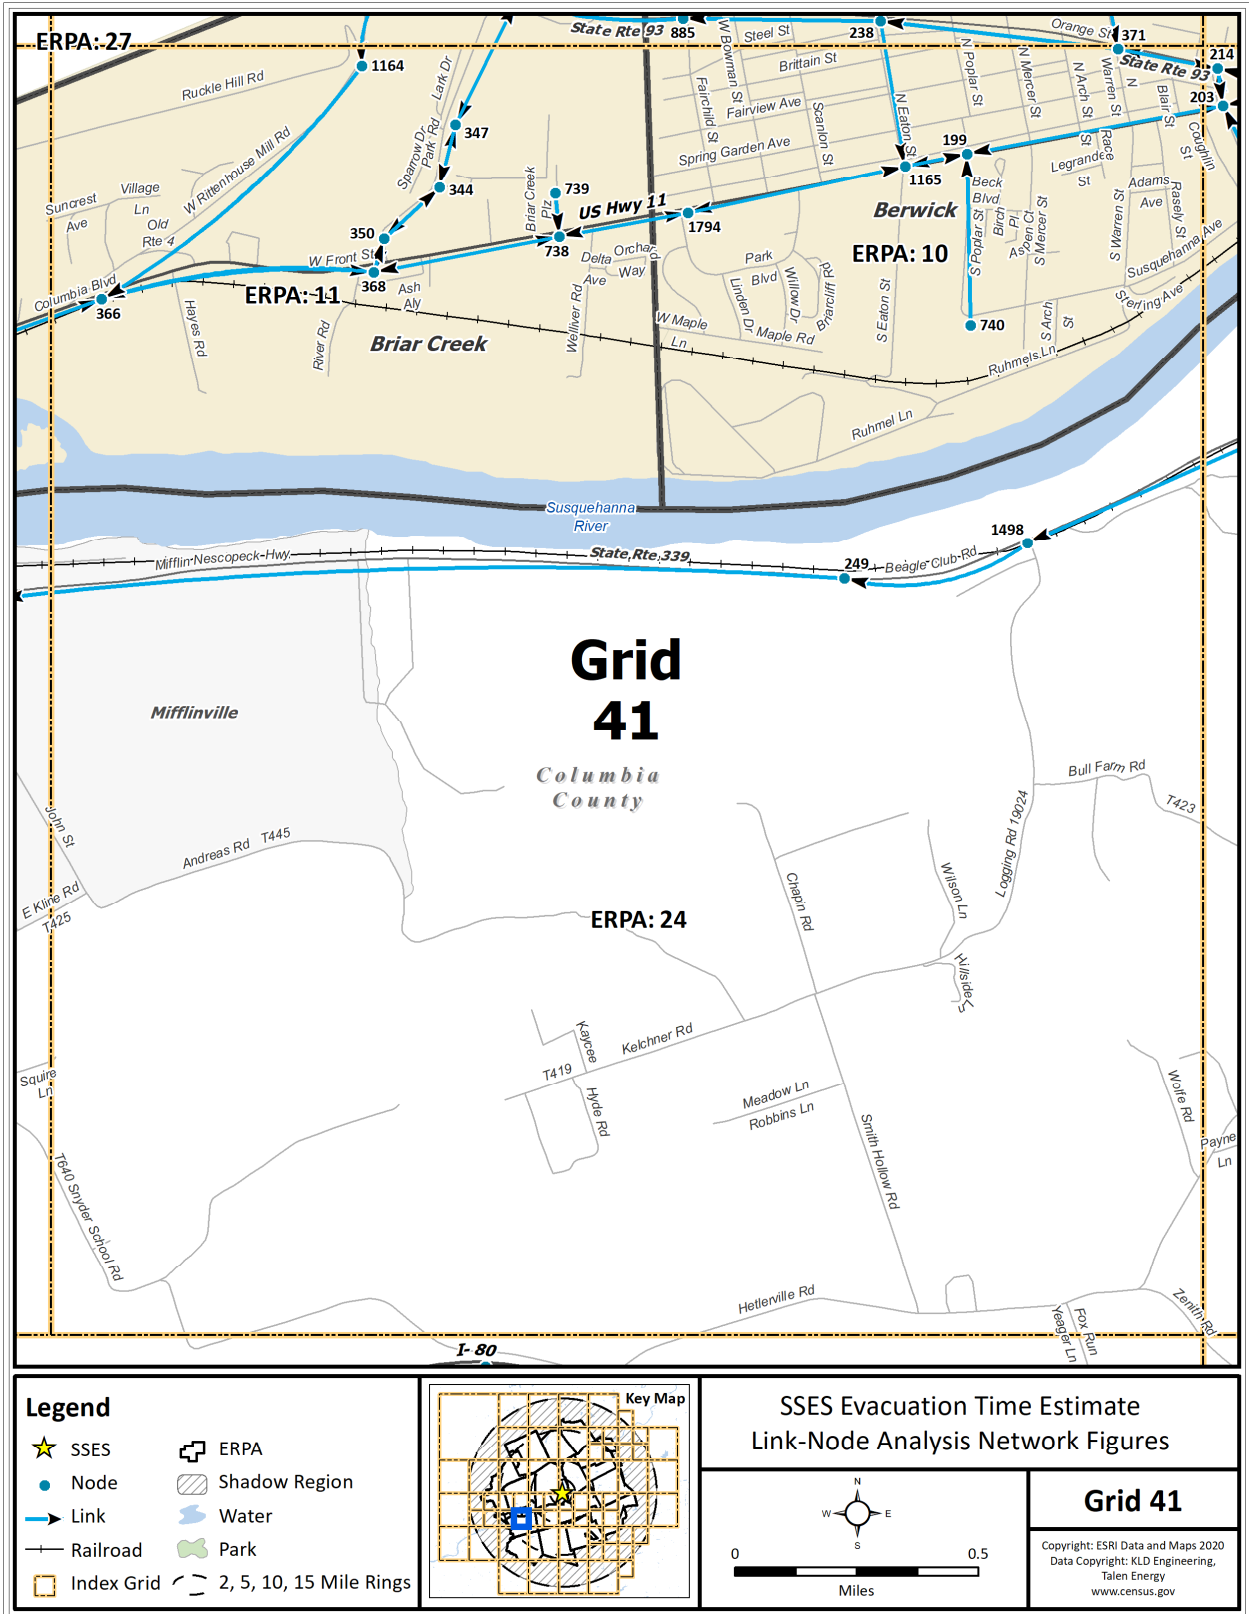 ERPA: 27
State Rte 93
885
238
Orange St
371
214
State Rte 93
203
1164
Ruckle Hill Rd
Lark Dr
347
Sparrow Dr
Park Rd
344
W Rittenhouse Mill Rd
Village
Ln
Old
Rte 4
Suncrest
Ave
W Bowman St
Steel St
Brittain St
Fairchild St
Fairview Ave
Scanlon St
Spring Garden Ave
N Eaton St
N Poplar St
N Mercer St
N Arch St
Warren St
N
Race
St
Blair St
Coughlin
St
199
1165
Legrande
St
Beck
Blvd
Birch
Pl
Aspen Ct
S Mercer St
S Poplar St
Adams
Ave
Rasely St
S Warren St
Susquehanna Ave
Sterling Ave
Briar Creek
Plz
739
US Hwy 11
1794
738
350
W Front St
368
Ash
Aly
Columbia Blvd
366
ERPA: 11
Hayes Rd
River Rd
Briar Creek
Delta
Ave
Orchard
Way
Welliver Rd
W Maple
Ln
Park
Blvd
Linden Dr
Willow Dr
Briarcliff Rd
Maple Rd
Berwick
ERPA: 10
S Eaton St
740
S Arch
St
Ruhmels Ln
Ruhmel Ln
Susquehanna
River
1498
249
Beagle Club Rd
Mifflin Nescopeck Hwy
State Rte 339
Grid
41
Mifflinville
Columbia
County
John St
Andreas Rd
T445
E Kline Rd
T425
Bull Farm Rd
T423
Logging Rd 19024
Wilson Ln
Chapin Rd
ERPA: 24
Hillside Ln
Kaycee
Kelchner Rd
T419
Hyde Rd
Meadow Ln
Robbins Ln
Smith Hollow Rd
Wolfe Rd
Payne
Ln
Squire
Ln
T640 Snyder School Rd
Hetlerville Rd
Zenith Rd
Yeager Ln
Fox Run
I- 80
Legend
SSES
Node
Link
Railroad
Index Grid
ERPA
Shadow Region
Water
Park
2, 5, 10, 15 Mile Rings
Key Map
SSES Evacuation Time Estimate
Link-Node Analysis Network Figures
N
W
E
S
0
0.5
Miles
Grid 41
Copyright: ESRI Data and Maps 2020
Data Copyright: KLD Engineering,
Talen Energy
www.census.gov